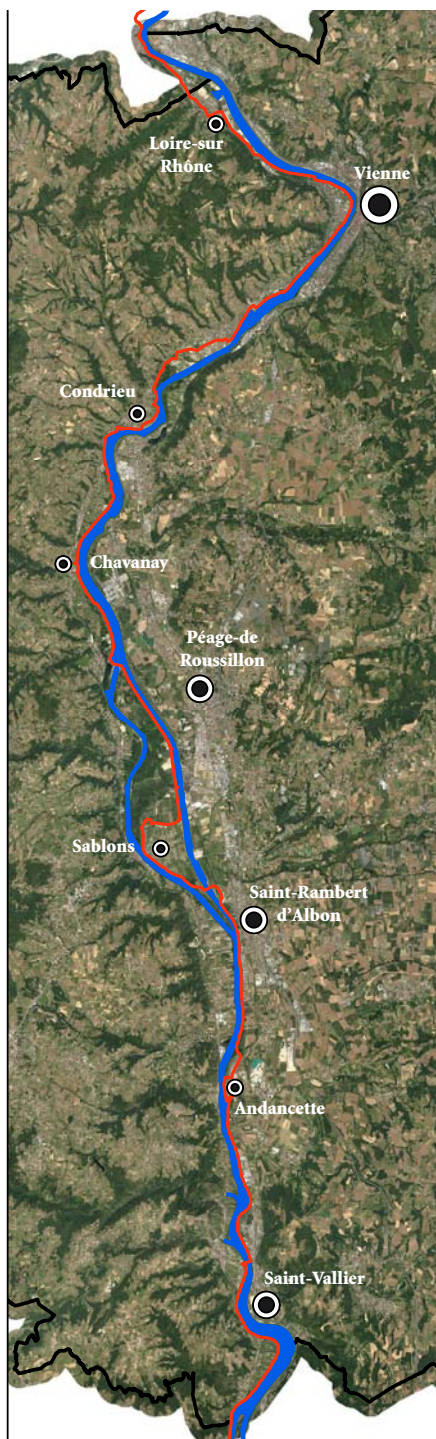 Loire-sur
Rhône
Vienne
Condrieu
Chavanay
Péage-de
Roussillon
Sablons
Saint-Rambert
d'Albon
Andancette
Saint-Vallier